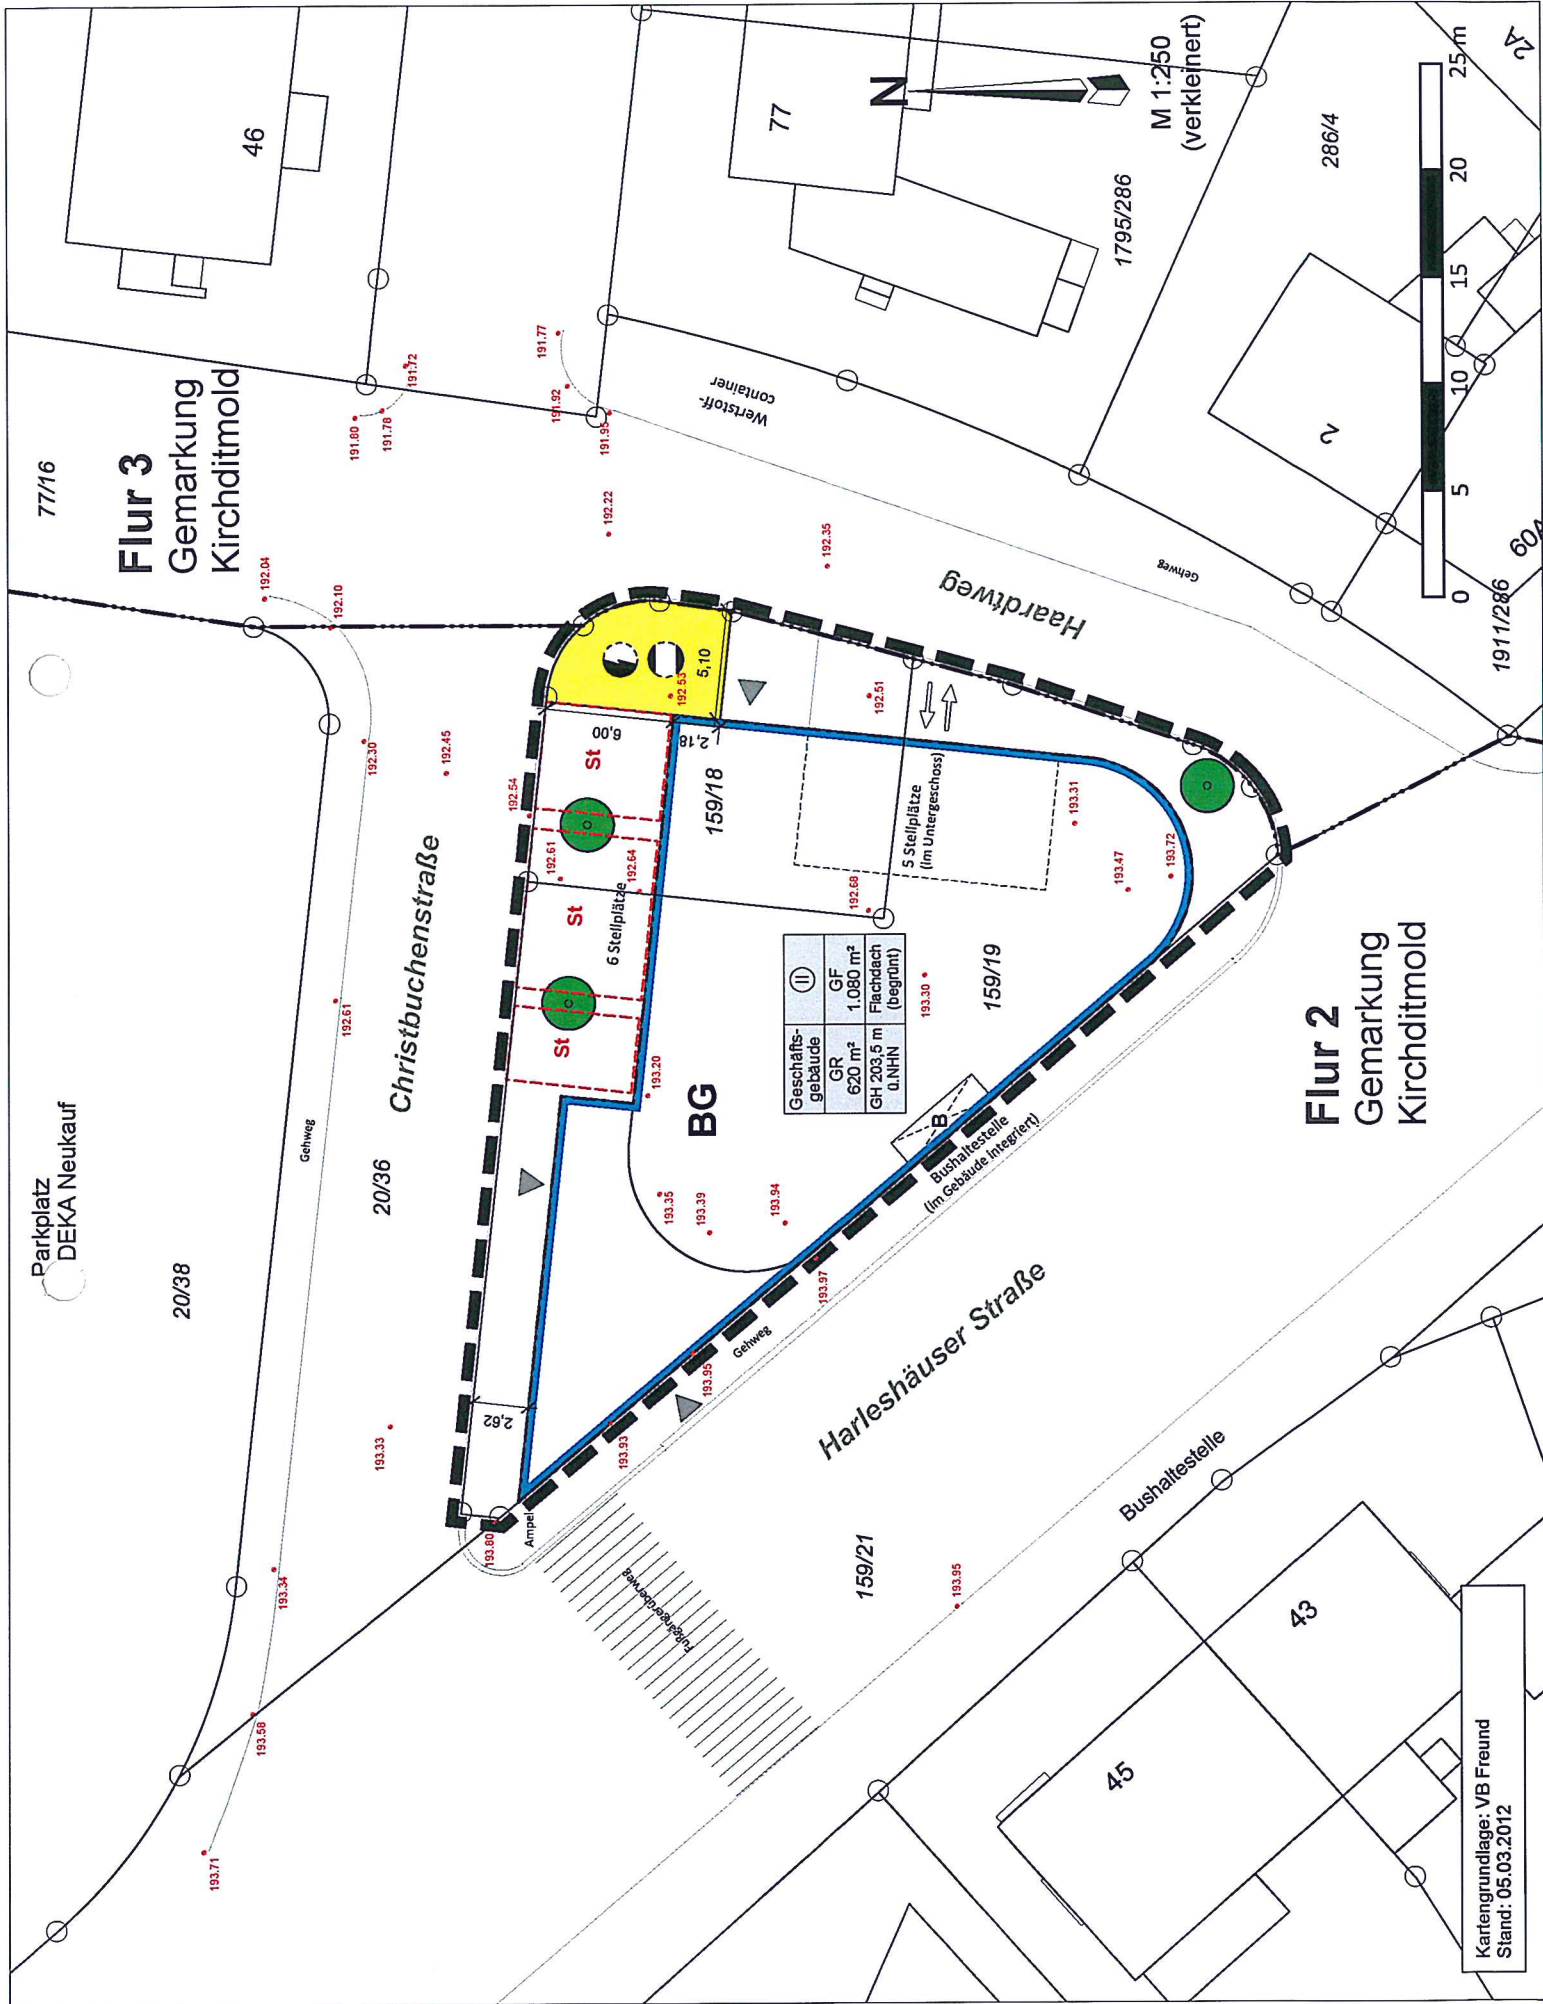 Parkplatz
DEKA Neukauf
20/38
77/16
Flur 3
Gemarkung
Kirchditmold
46
77
N
M 1:250
(verkleinert)
1795/286
286/4
2A
2
60A
1911/286
0 5 10 15 20 25 m
Gehweg
Christbuchenstraße
20/36
193.71
193.58
193.34
193.33
192.61
192.30
192.45
192.10
192.04
191.80
191.78
191.72
191.77
191.92
191.95
192.22
192.35
Wertstoff-
container
Gehweg
Haardtweg
192.54
192.61
192.64
St
St
St
6 Stellplätze
6,00
2,18
5,10
2,62
192.53
159/18
192.51
5 Stellplätze
(im Untergeschoss)
192.68
193.31
193.47
193.72
193.20
BG
Geschäfts-
gebäude
II
GR
620 m²
GF
1.080 m²
GH 203,5 m
ü.NHN
Flachdach
(begrünt)
193.30
159/19
193.35
193.39
193.94
193.97
B
Bushaltestelle
(im Gebäude integriert)
193.95
193.93
193.80
Ampel
Gehweg
Fußgängerüberweg
Harleshäuser Straße
159/21
193.95
Bushaltestelle
Flur 2
Gemarkung
Kirchditmold
45
43
Kartengrundlage: VB Freund
Stand: 05.03.2012